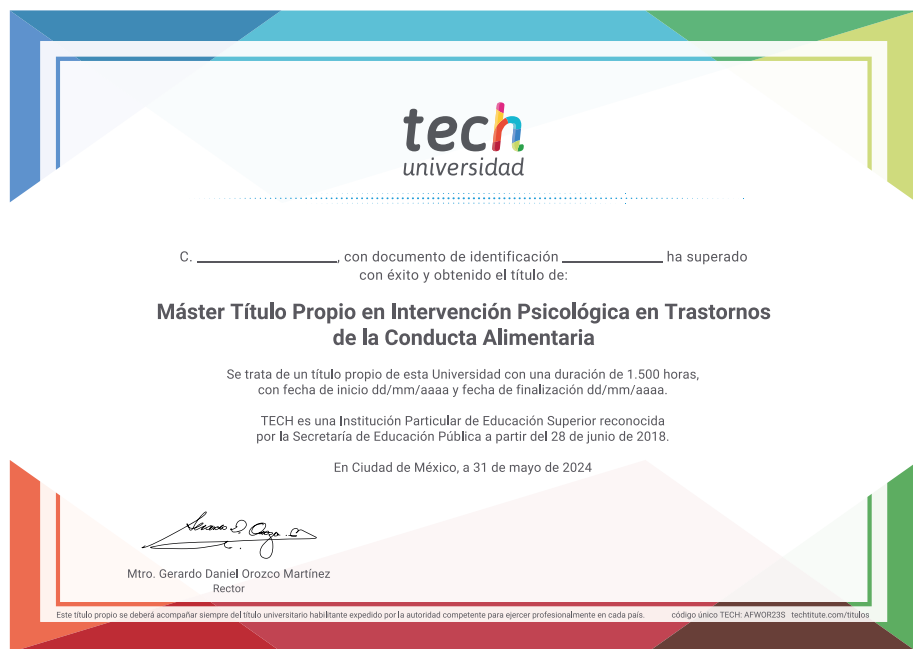 tech
universidad
C. ____________________, con documento de identificación ______________ ha superado
con éxito y obtenido el título de:
Máster Título Propio en Intervención Psicológica en Trastornos
de la Conducta Alimentaria
Se trata de un título propio de esta Universidad con una duración de 1.500 horas,
con fecha de inicio dd/mm/aaaa y fecha de finalización dd/mm/aaaa.
TECH es una Institución Particular de Educación Superior reconocida
por la Secretaría de Educación Pública a partir del 28 de junio de 2018.
En Ciudad de México, a 31 de mayo de 2024
Mtro. Gerardo Daniel Orozco Martínez
Rector
Este título propio se deberá acompañar siempre del título universitario habilitante expedido por la autoridad competente para ejercer profesionalmente en cada país. código único TECH: AFWOR23S techtitute.com/titulos